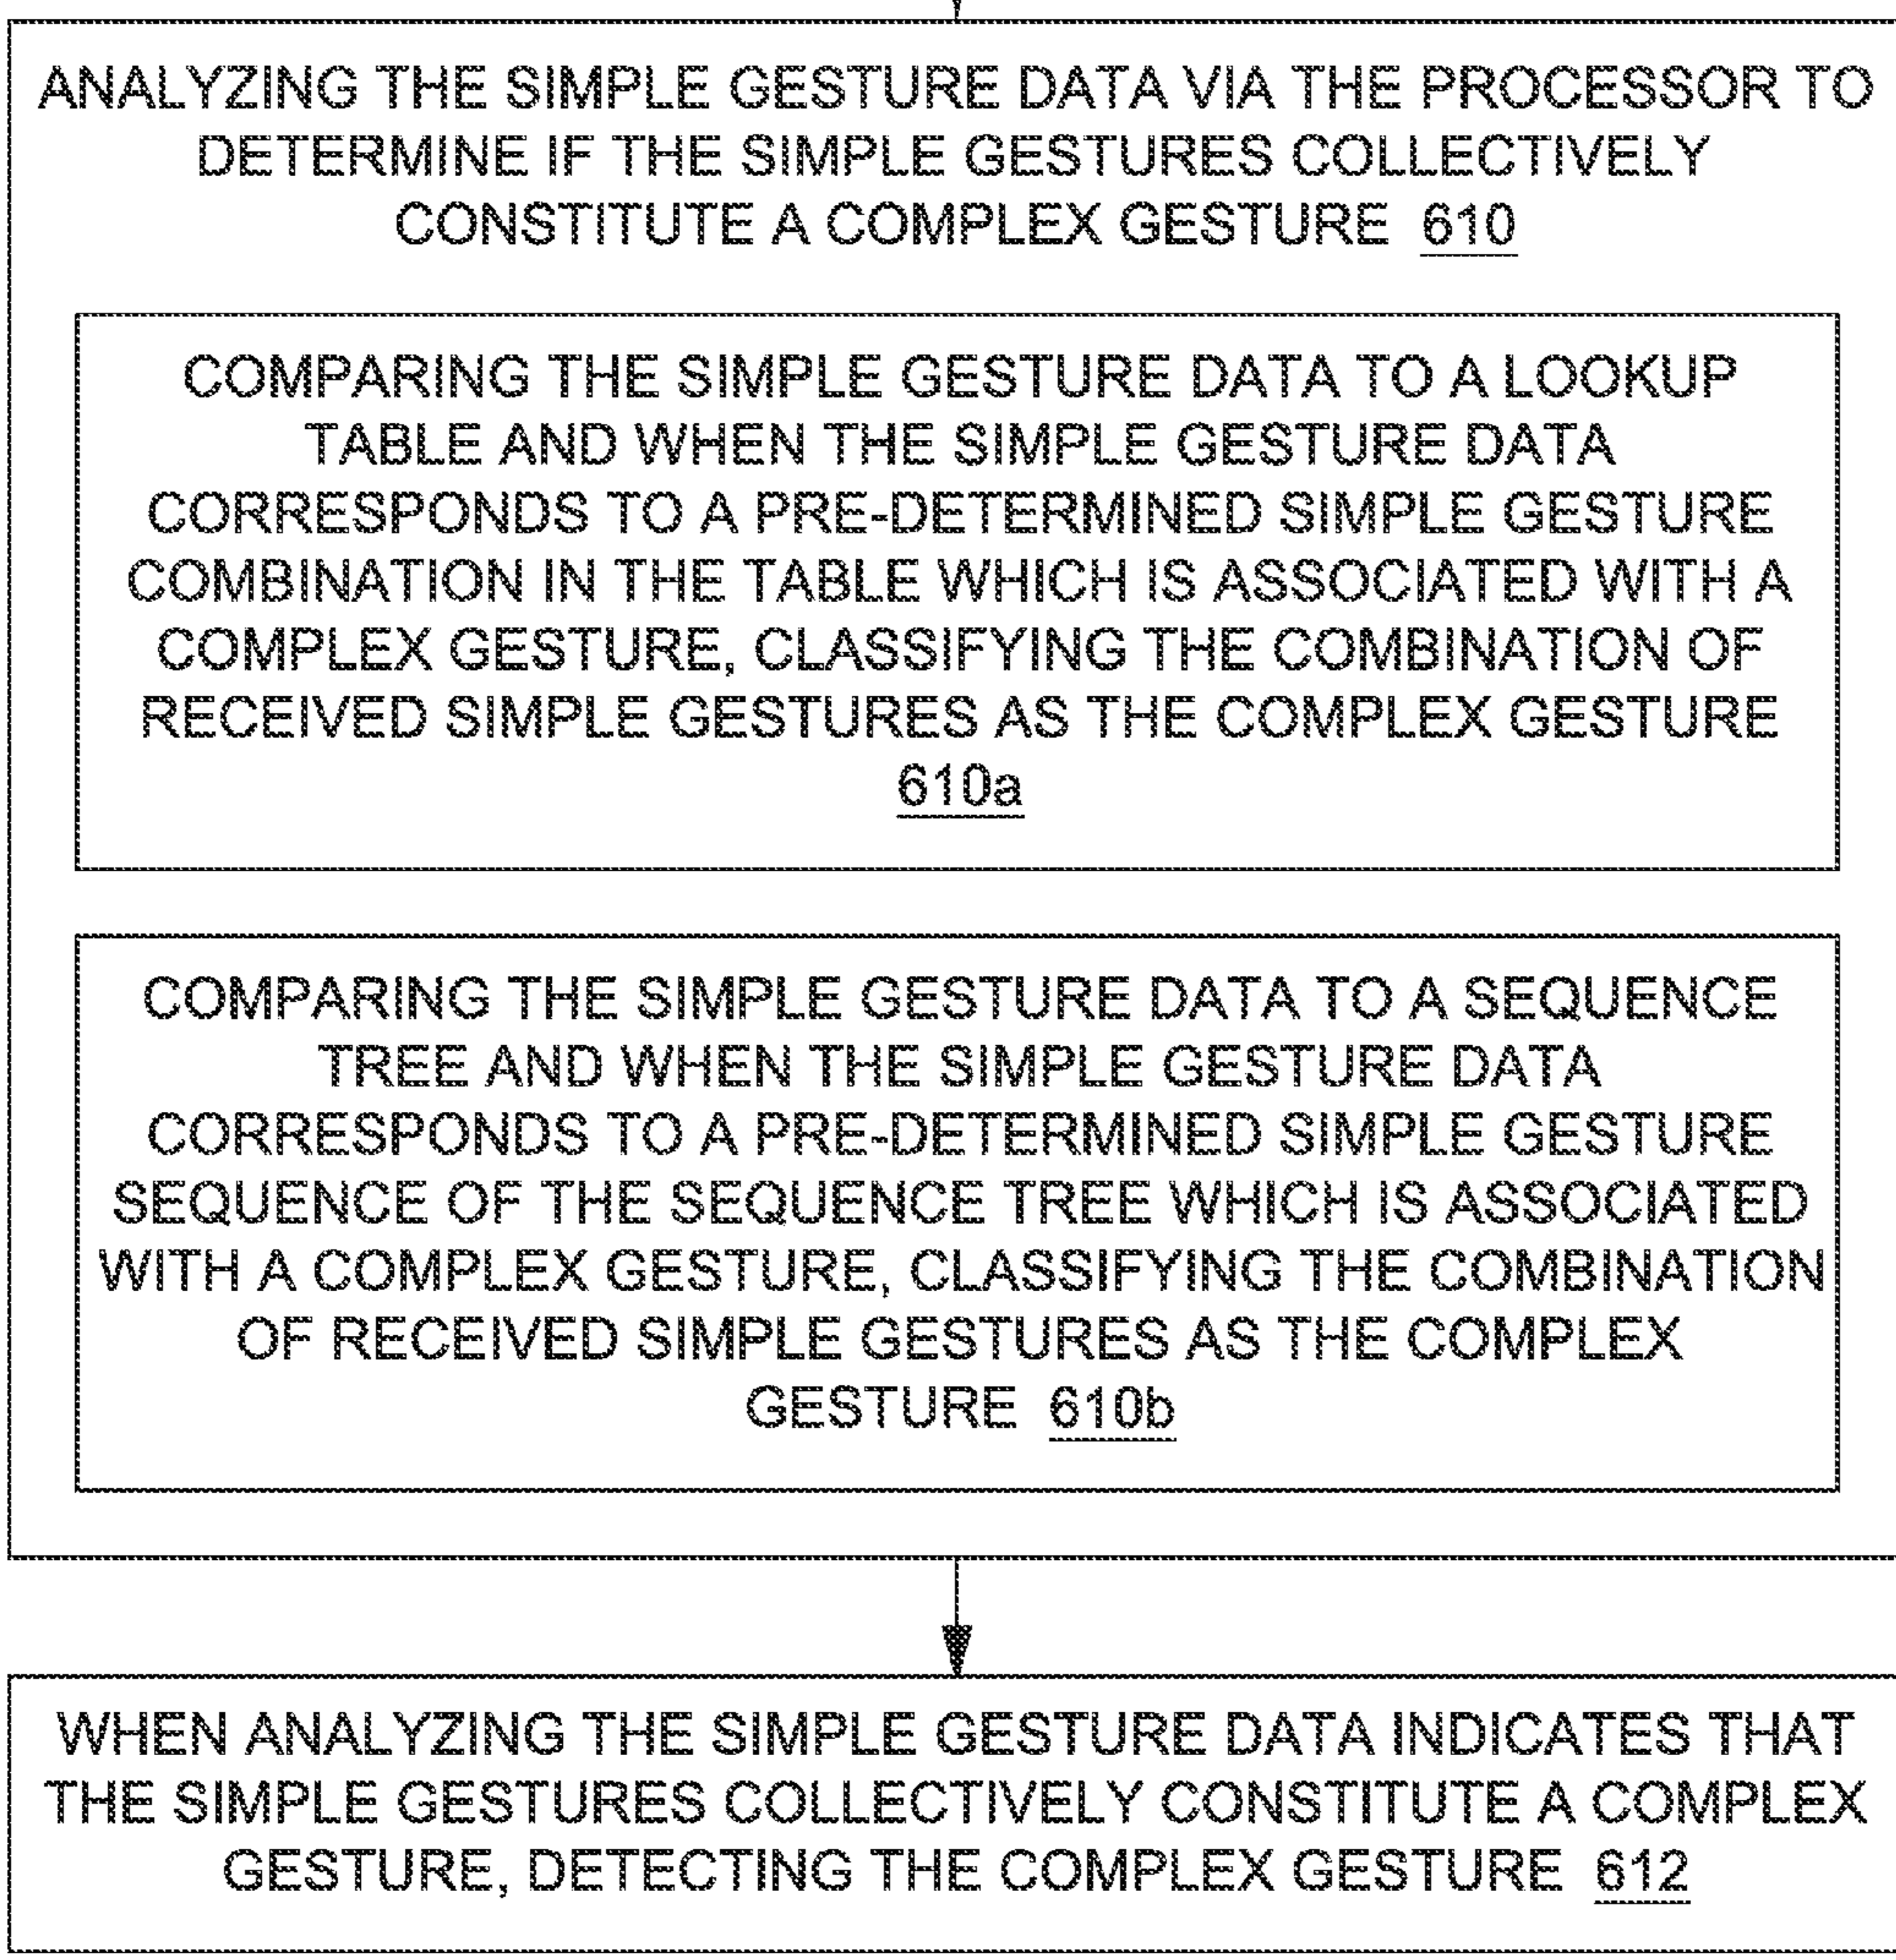 ANALYZING THE SIMPLE GESTURE DATA VIA THE PROCESSOR TO
DETERMINE IF THE SIMPLE GESTURES COLLECTIVELY
CONSTITUTE A COMPLEX GESTURE 610
COMPARING THE SIMPLE GESTURE DATA TO A LOOKUP
TABLE AND WHEN THE SIMPLE GESTURE DATA
CORRESPONDS TO A PRE-DETERMINED SIMPLE GESTURE
COMBINATION IN THE TABLE WHICH IS ASSOCIATED WITH A
COMPLEX GESTURE, CLASSIFYING THE COMBINATION OF
RECEIVED SIMPLE GESTURES AS THE COMPLEX GESTURE
610a
COMPARING THE SIMPLE GESTURE DATA TO A SEQUENCE
TREE AND WHEN THE SIMPLE GESTURE DATA
CORRESPONDS TO A PRE-DETERMINED SIMPLE GESTURE
SEQUENCE OF THE SEQUENCE TREE WHICH IS ASSOCIATED
WITH A COMPLEX GESTURE, CLASSIFYING THE COMBINATION
OF RECEIVED SIMPLE GESTURES AS THE COMPLEX
GESTURE 610b
WHEN ANALYZING THE SIMPLE GESTURE DATA INDICATES THAT
THE SIMPLE GESTURES COLLECTIVELY CONSTITUTE A COMPLEX
GESTURE, DETECTING THE COMPLEX GESTURE 612